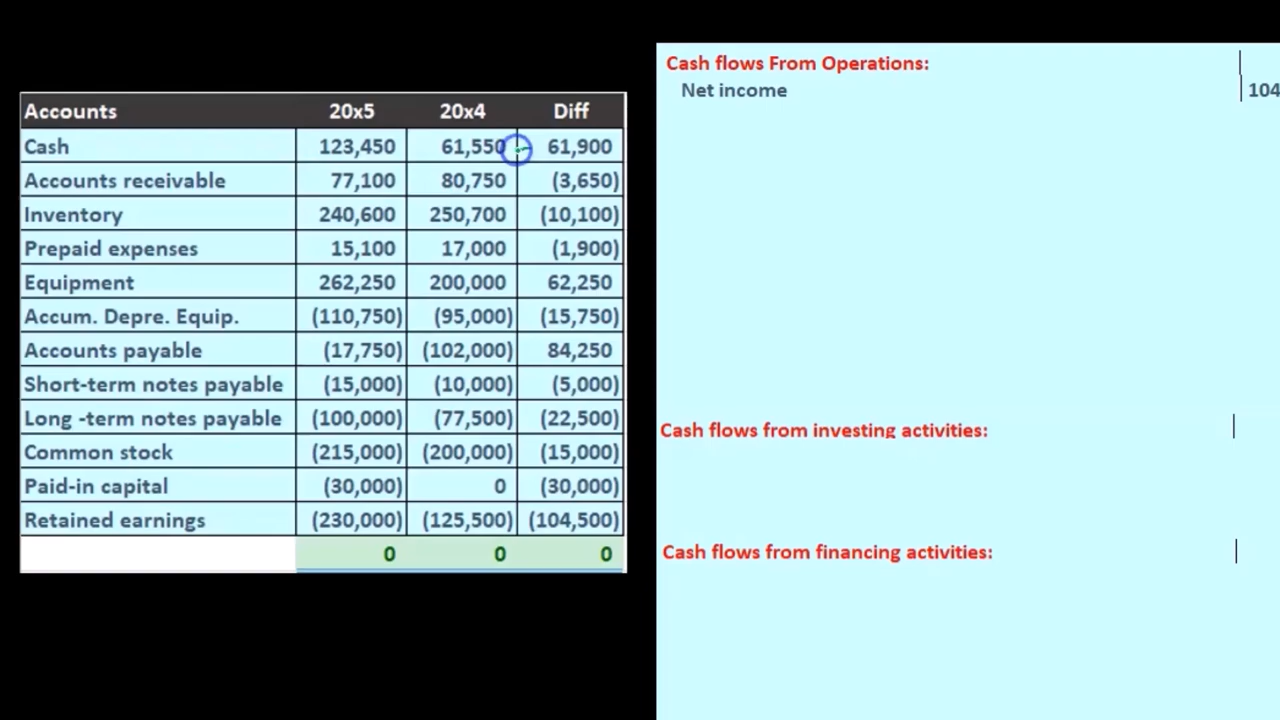 Accounts 20x5 20x4 Diff
Cash 123,450 61,550 61,900
Accounts receivable 77,100 80,750 (3,650)
Inventory 240,600 250,700 (10,100)
Prepaid expenses 15,100 17,000 (1,900)
Equipment 262,250 200,000 62,250
Accum. Depre. Equip. (110,750) (95,000) (15,750)
Accounts payable (17,750) (102,000) 84,250
Short-term notes payable (15,000) (10,000) (5,000)
Long -term notes payable (100,000) (77,500) (22,500)
Common stock (215,000) (200,000) (15,000)
Paid-in capital (30,000) 0 (30,000)
Retained earnings (230,000) (125,500) (104,500)
0 0 0
Cash flows From Operations:
Net income 104
Cash flows from investing activities:
Cash flows from financing activities: